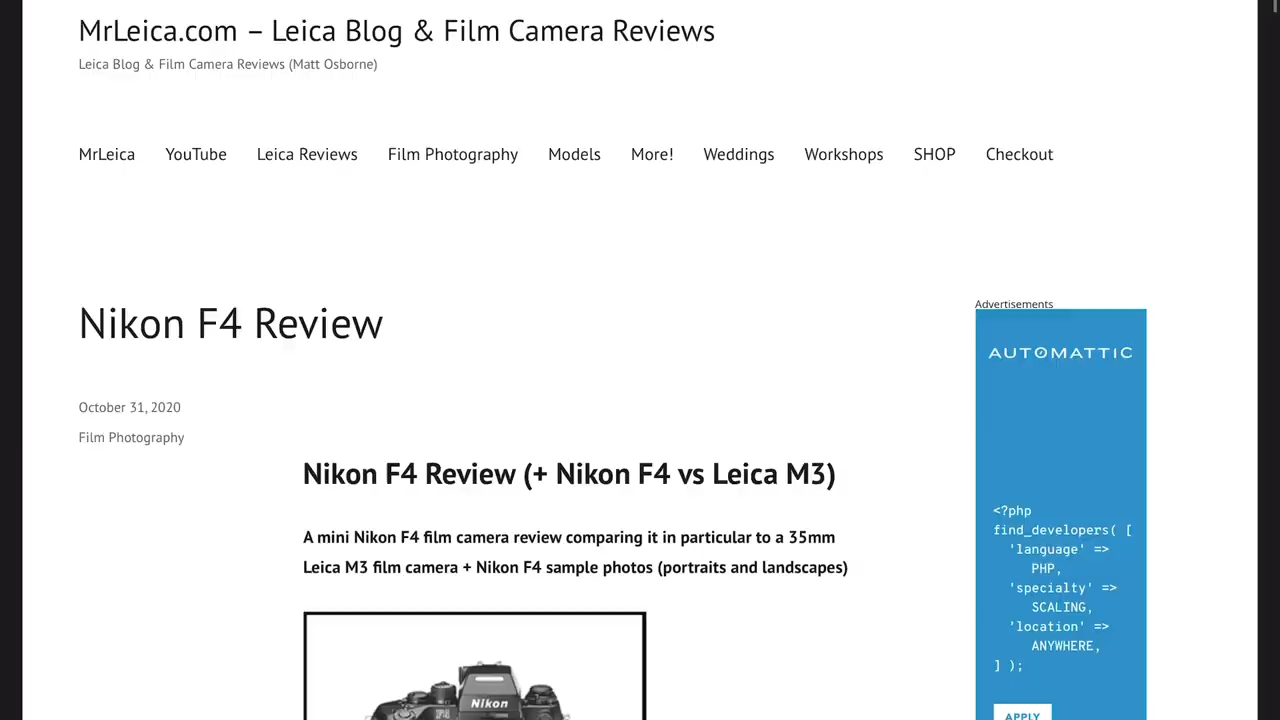 MrLeica.com – Leica Blog & Film Camera Reviews
Leica Blog & Film Camera Reviews (Matt Osborne)
MrLeica YouTube Leica Reviews Film Photography Models More! Weddings Workshops SHOP Checkout
Nikon F4 Review
October 31, 2020
Film Photography
Nikon F4 Review (+ Nikon F4 vs Leica M3)
A mini Nikon F4 film camera review comparing it in particular to a 35mm
Leica M3 film camera + Nikon F4 sample photos (portraits and landscapes)
Nikon
F4
Advertisements
AUTOMATTIC
<?php
find_developers( [
'language' =>
PHP,
'specialty' =>
SCALING,
'location' =>
ANYWHERE,
] );
APPLY